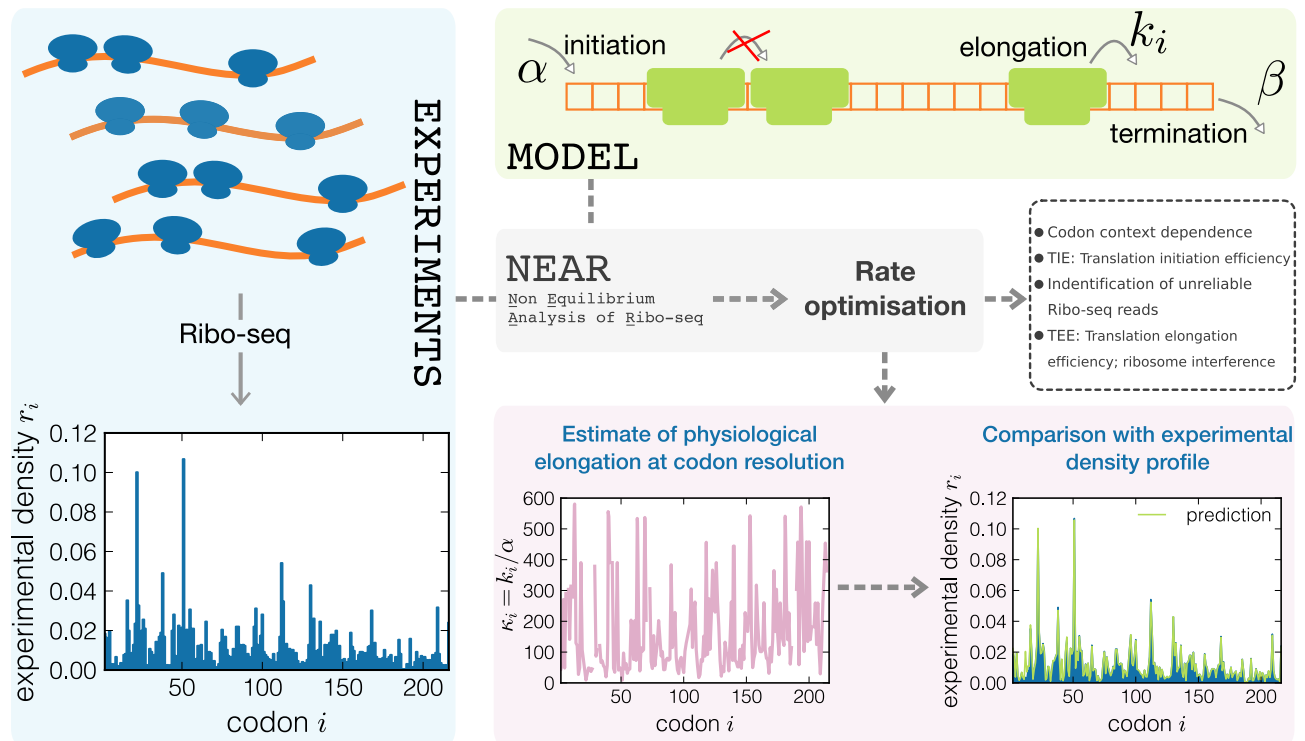 EXPERIMENTS
Ribo-seq
experimental density r_i
0.12
0.10
0.08
0.06
0.04
0.02
0.00
50 100 150 200
codon i
α
initiation
elongation
k_i
β
termination
MODEL
NEAR
Non Equilibrium
Analysis of Ribo-seq
Rate
optimisation
● Codon context dependence
● TIE: Translation initiation efficiency
● Indentification of unreliable
Ribo-seq reads
● TEE: Translation elongation
efficiency; ribosome interference
Estimate of physiological
elongation at codon resolution
κ_i = k_i/α
600
500
400
300
200
100
0
50 100 150 200
codon i
Comparison with experimental
density profile
experimental density r_i
0.12
0.10
0.08
0.06
0.04
0.02
0.00
prediction
50 100 150 200
codon i